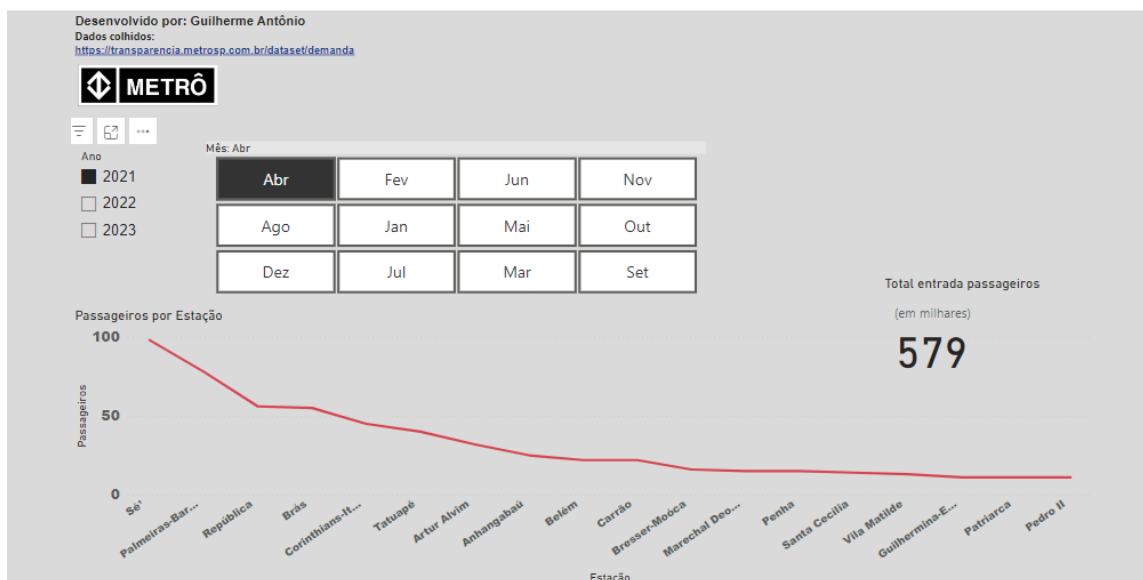 Desenvolvido por: Guilherme Antônio
Dados colhidos:
https://transparencia.metrosp.com.br/dataset/demanda
METRÔ
Ano
2021
2022
2023
Mês: Abr
Abr Fev Jun Nov
Ago Jan Mai Out
Dez Jul Mar Set
Total entrada passageiros
(em milhares)
579
Passageiros por Estação
100
50
0
Passageiros
Sé¹
Palmeiras-Bar...
República
Brás
Corinthians-It...
Tatuapé
Artur Alvim
Anhangabaú
Belém
Carrão
Bresser-Moóca
Marechal Deo...
Penha
Santa Cecília
Vila Matilde
Guilhermina-E...
Patriarca
Pedro II
Estação